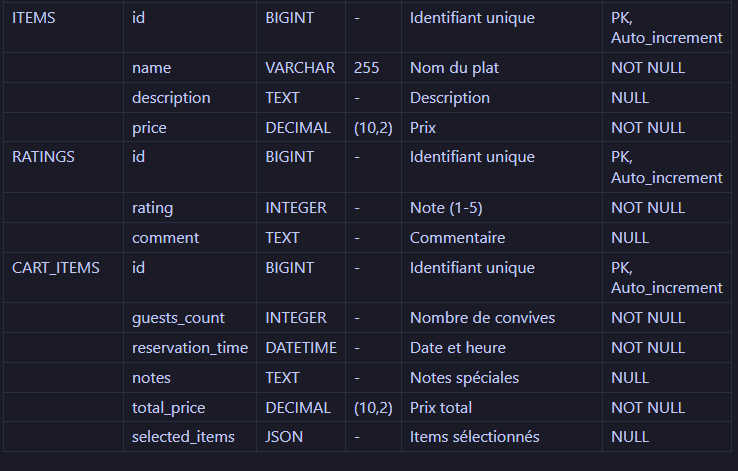 ITEMS id BIGINT - Identifiant unique PK,
Auto_increment
name VARCHAR 255 Nom du plat NOT NULL
description TEXT - Description NULL
price DECIMAL (10,2) Prix NOT NULL
RATINGS id BIGINT - Identifiant unique PK,
Auto_increment
rating INTEGER - Note (1-5) NOT NULL
comment TEXT - Commentaire NULL
CART_ITEMS id BIGINT - Identifiant unique PK,
Auto_increment
guests_count INTEGER - Nombre de convives NOT NULL
reservation_time DATETIME - Date et heure NOT NULL
notes TEXT - Notes spéciales NULL
total_price DECIMAL (10,2) Prix total NOT NULL
selected_items JSON - Items sélectionnés NULL